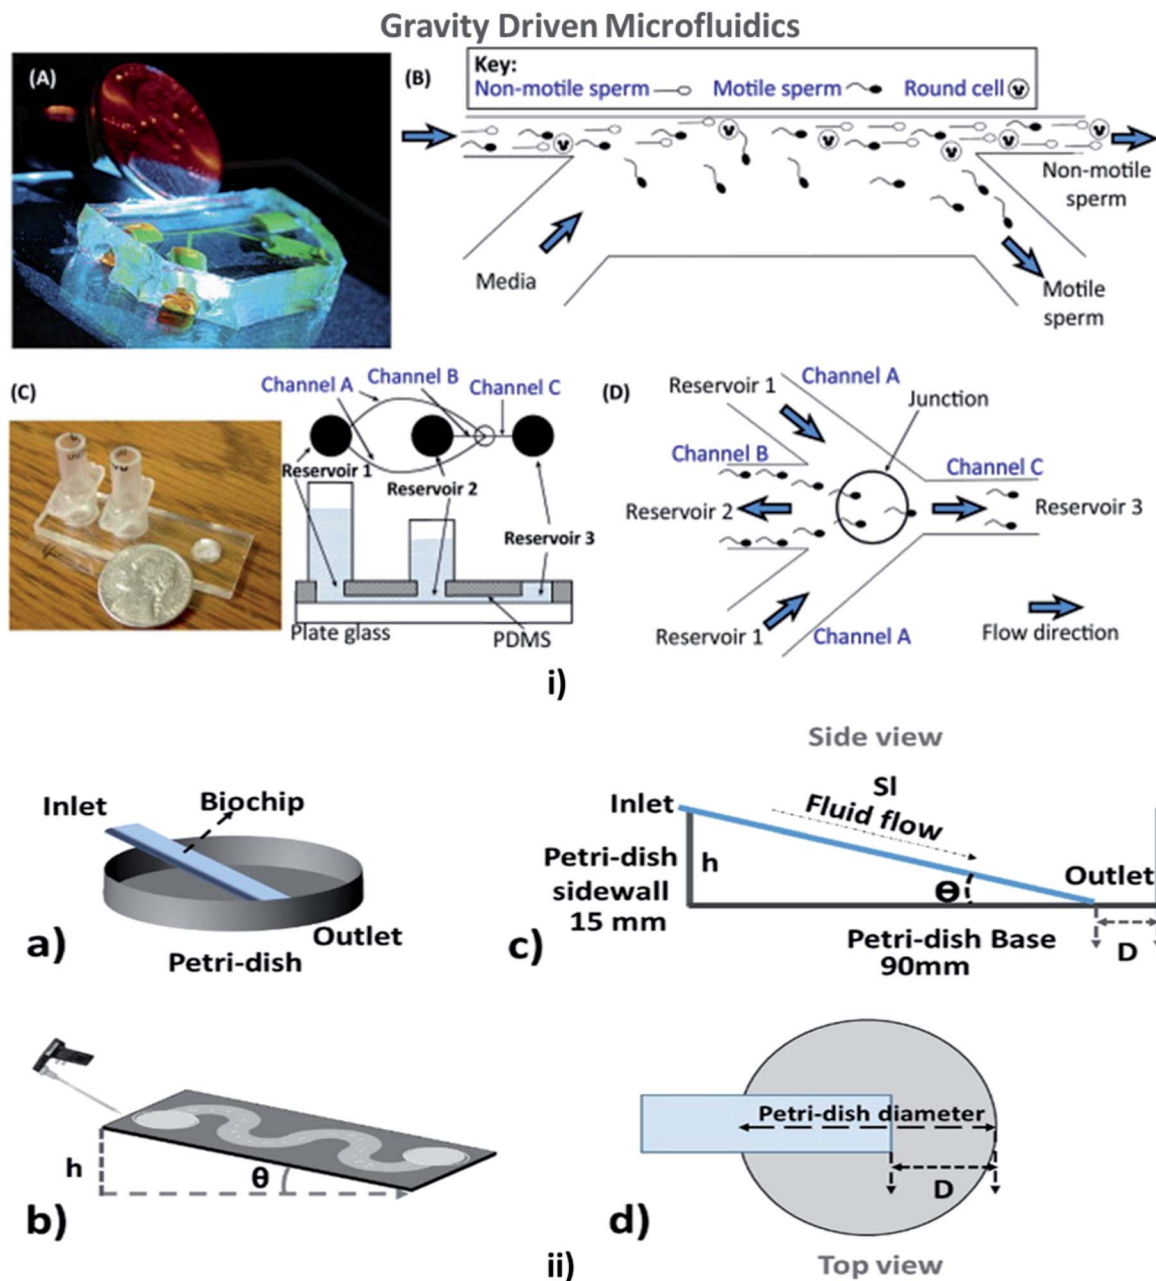 Gravity Driven Microfluidics
(A)
(B)
Key:
Non-motile sperm
Motile sperm
Round cell
Media
Non-motile
sperm
Motile
sperm
(C)
Channel A
Channel B
Channel C
Reservoir 1
Reservoir 2
Reservoir 3
Plate glass
PDMS
(D)
Reservoir 1
Channel A
Junction
Channel B
Channel C
Reservoir 2
Reservoir 3
Reservoir 1
Channel A
Flow direction
i)
a)
Inlet
Biochip
Outlet
Petri-dish
Side view
c)
Inlet
Sl
Fluid flow
Petri-dish
sidewall
15 mm
h
Θ
Outlet
Petri-dish Base
90mm
D
b)
h
θ
d)
Petri-dish diameter
D
Top view
ii)